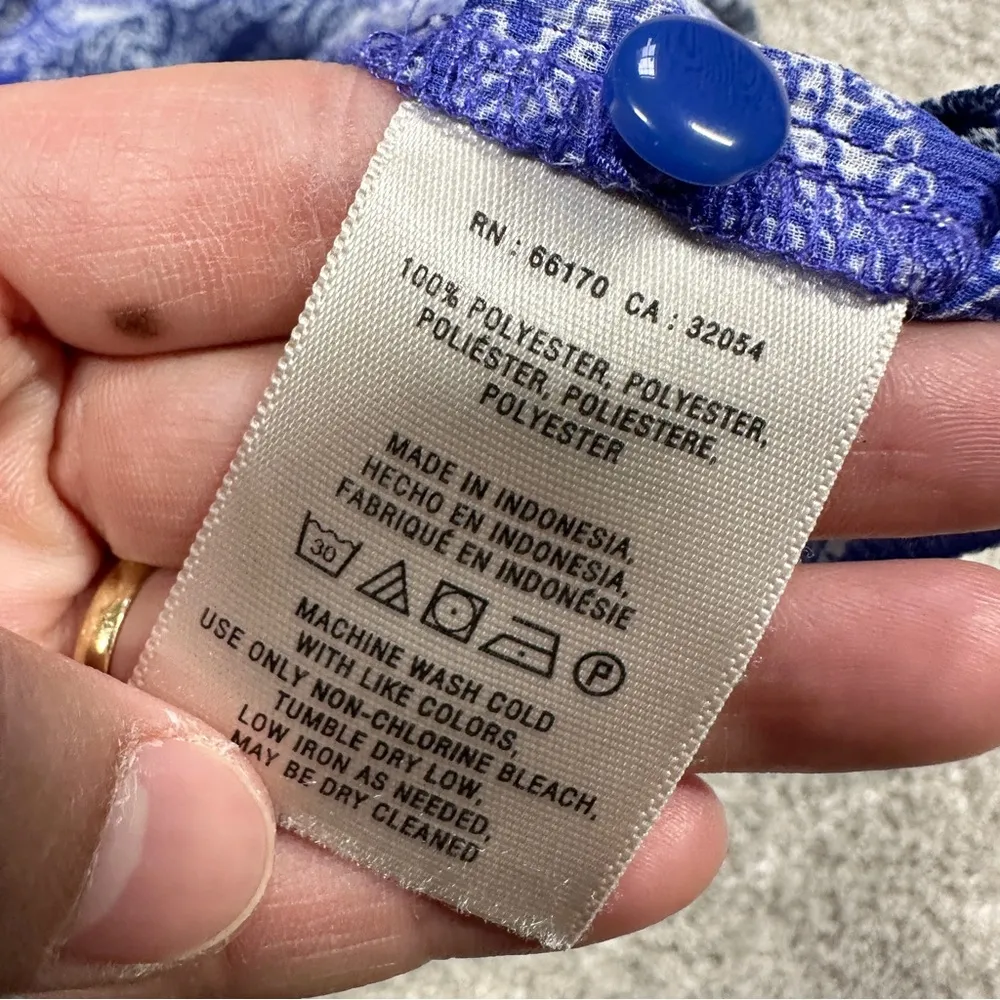 RN : 66170 CA : 32054
100% POLYESTER, POLYESTER,
POLIÉSTER, POLIESTERE,
POLYESTER
MADE IN INDONESIA,
HECHO EN INDONESIA,
FABRIQUÉ EN INDONÉSIE
30 P
MACHINE WASH COLD
WITH LIKE COLORS,
USE ONLY NON-CHLORINE BLEACH,
TUMBLE DRY LOW,
LOW IRON AS NEEDED,
MAY BE DRY CLEANED